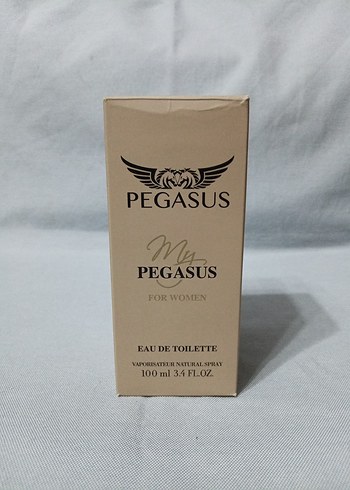 PEGASUS
My
PEGASUS
FOR WOMEN
EAU DE TOILETTE
VAPORISATEUR NATURAL SPRAY
100 ml 3.4 FL.OZ.